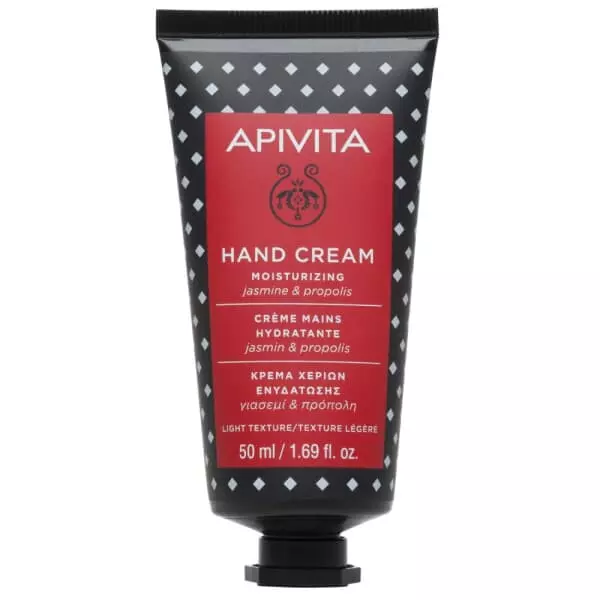 APIVITA
HAND CREAM
MOISTURIZING
jasmine & propolis
CRÈME MAINS
HYDRATANTE
jasmin & propolis
ΚΡΕΜΑ ΧΕΡΙΩΝ
ΕΝΥΔΑΤΩΣΗΣ
γιασεμί & πρόπολη
LIGHT TEXTURE/TEXTURE LÉGÈRÉ
50 ml / 1.69 fl. oz.